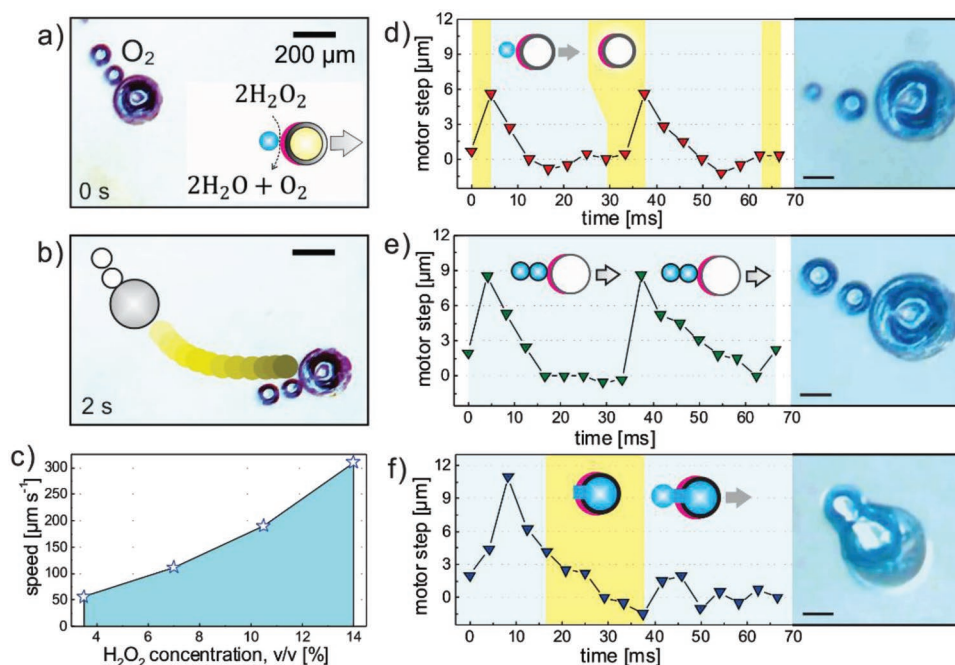 a)
O₂
200 µm
2H₂O₂
2H₂O + O₂
0 s
b)
2 s
c)
speed [µm s⁻¹]
300
250
200
150
100
50
0
4 6 8 10 12 14
H₂O₂ concentration, v/v [%]
d)
motor step [µm]
12
9
6
3
0
0 10 20 30 40 50 60 70
time [ms]
e)
motor step [µm]
12
9
6
3
0
0 10 20 30 40 50 60 70
time [ms]
f)
motor step [µm]
12
9
6
3
0
0 10 20 30 40 50 60 70
time [ms]